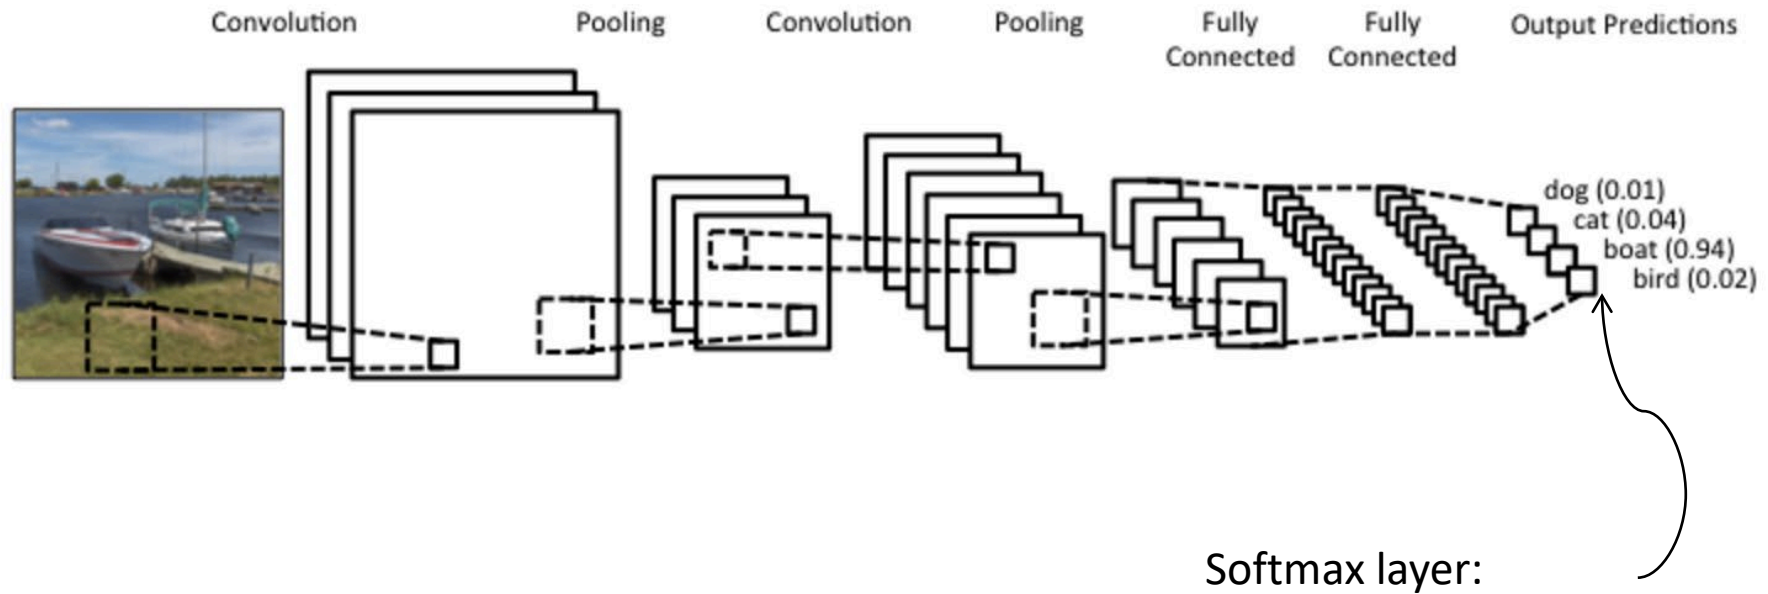 Convolution Pooling Convolution Pooling Fully Connected Fully Connected Output Predictions
dog (0.01)
cat (0.04)
boat (0.94)
bird (0.02)
Softmax layer: